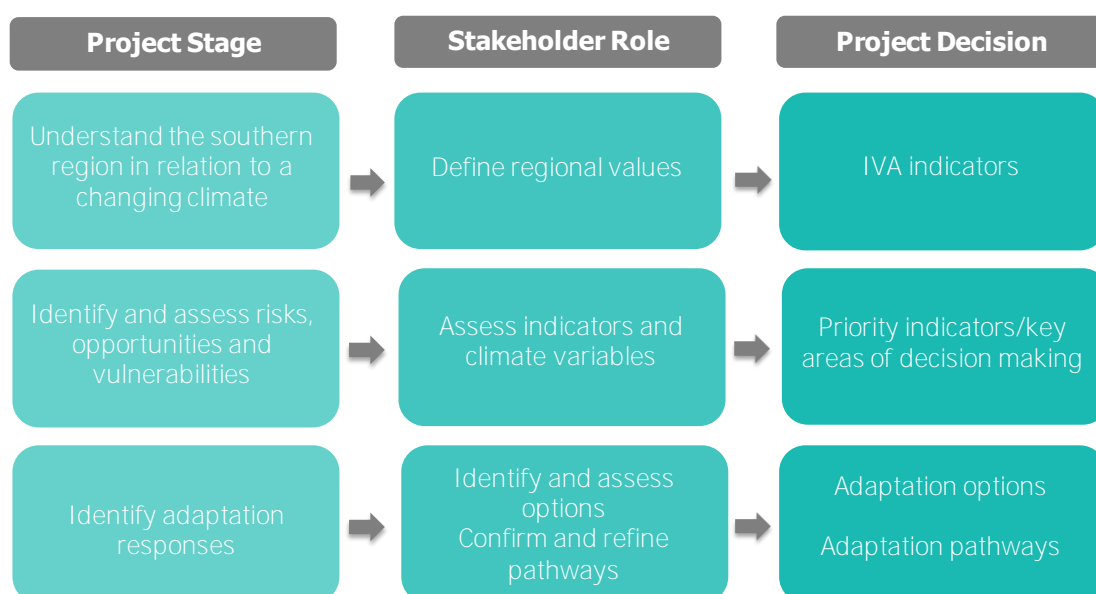 Project Stage
Stakeholder Role
Project Decision
Understand the southern
region in relation to a
changing climate
Define regional values
IVA indicators
Identify and assess risks,
opportunities and
vulnerabilities
Assess indicators and
climate variables
Priority indicators/key
areas of decision making
Identify adaptation
responses
Identify and assess
options
Confirm and refine
pathways
Adaptation options
Adaptation pathways